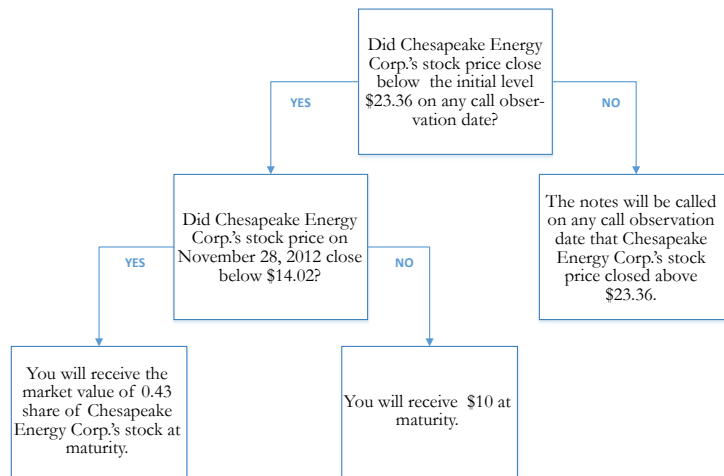 Did Chesapeake Energy
Corp.'s stock price close
below the initial level
$23.36 on any call obser-
vation date?
YES
NO
Did Chesapeake Energy
Corp.'s stock price on
November 28, 2012 close
below $14.02?
The notes will be called
on any call observation
date that Chesapeake
Energy Corp.'s stock
price closed above
$23.36.
YES
NO
You will receive the
market value of 0.43
share of Chesapeake
Energy Corp.'s stock at
maturity.
You will receive $10 at
maturity.